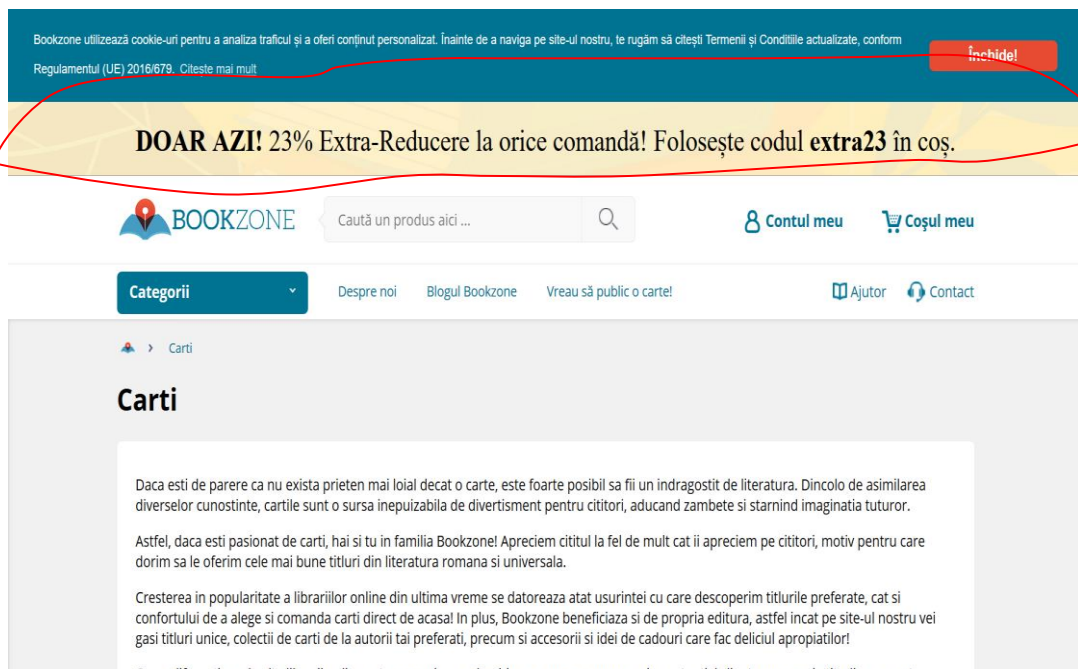 Bookzone utilizează cookie-uri pentru a analiza traficul și a oferi conținut personalizat. Înainte de a naviga pe site-ul nostru, te rugăm să citești Termenii și Conditiile actualizate, conform
Regulamentul (UE) 2016/679. Citește mai mult
Închide!
DOAR AZI! 23% Extra-Reducere la orice comandă! Folosește codul extra23 în coș.
BOOKZONE
Caută un produs aici ...
Contul meu
Coșul meu
Categorii
Despre noi
Blogul Bookzone
Vreau să public o carte!
Ajutor
Contact
Carti
Carti
Daca esti de parere ca nu exista prieten mai loial decat o carte, este foarte posibil sa fii un indragostit de literatura. Dincolo de asimilarea
diverselor cunostinte, cartile sunt o sursa inepuizabila de divertisment pentru cititori, aducand zambete si starnind imaginatia tuturor.
Astfel, daca esti pasionat de carti, hai si tu in familia Bookzone! Apreciem cititul la fel de mult cat ii apreciem pe cititori, motiv pentru care
dorim sa le oferim cele mai bune titluri din literatura romana si universala.
Cresterea in popularitate a librariilor online din ultima vreme se datoreaza atat usurintei cu care descoperim titlurile preferate, cat si
confortului de a alege si comanda carti direct de acasa! In plus, Bookzone beneficiaza si de propria editura, astfel incat pe site-ul nostru vei
gasi titluri unice, colectii de carti de la autorii tai preferati, precum si accesorii si idei de cadouri care fac deliciul apropiatilor!